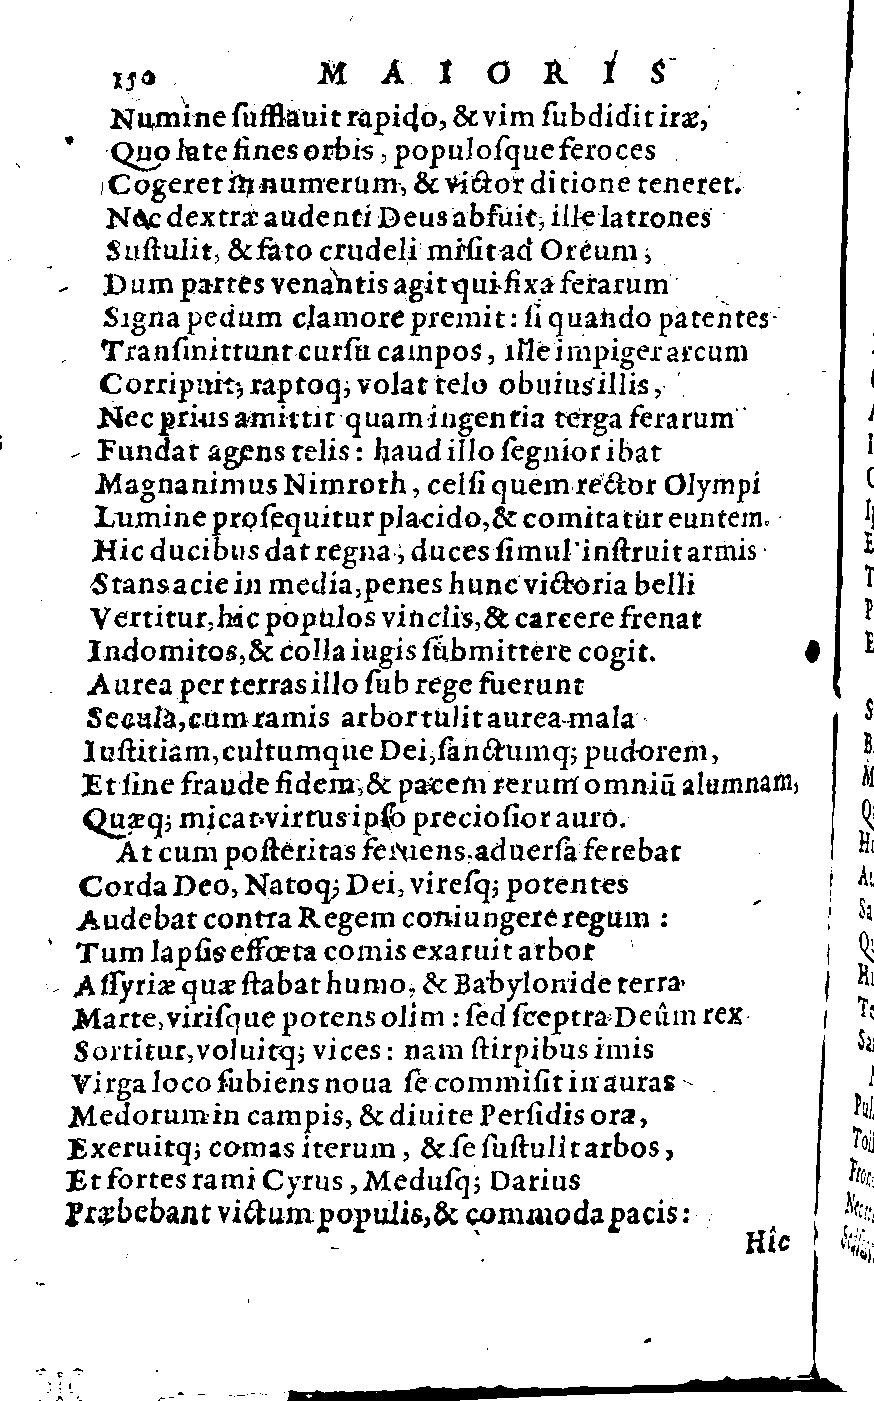 150 MAIORIS
Numine ſufflauit rapido, & vim ſubdidit iræ,
Quo late fines orbis, populoſque feroces
Cogeret in numerum, & victor ditione teneret.
Nec dextræ audenti Deus abfuit, ille latrones
Suſtulit, & fato crudeli miſit ad Orcum,
Dum partes venantis agit qui fixa ferarum
Signa pedum clamore premit: ſi quando patentes
Tranſmittunt curſu campos, ille impiger arcum
Corripuit; raptoq; volat telo obuius illis,
Nec prius amittit quam ingentia terga ferarum
Fundat agens telis: haud illo ſegnior ibat
Magnanimus Nimroth, celſi quem rector Olympi
Lumine proſequitur placido, & comitatur euntem.
Hic ducibus dat regna, duces ſimul inſtruit armis
Stans acie in media, penes hunc victoria belli
Vertitur, hic populos vinclis, & carcere frenat
Indomitos, & colla iugis ſubmittere cogit.
Aurea per terras illo ſub rege fuerunt
Secula, cum ramis arbor tulit aurea mala
Iuſtitiam, cultumque Dei, ſanctumq; pudorem,
Et ſine fraude fidem, & pacem rerum omniū alumnam,
Quæq; micat virtus ipſo precioſior auro.
At cum poſteritas feruens aduerſa ferebat
Corda Deo, Natoq; Dei, vireſq; potentes
Audebat contra Regem coniungere regum:
Tum lapſis effœta comis exaruit arbor
Aſſyriæ quæ ſtabat humo, & Babylonide terra
Marte, viriſque potens olim: ſed ſceptra Deûm rex
Sortitur, voluitq; vices: nam ſtirpibus imis
Virga loco ſubiens noua ſe commiſit in auras
Medorum in campis, & diuite Perſidis ora,
Exeruitq; comas iterum, & ſe ſuſtulit arbos,
Et fortes rami Cyrus, Meduſq; Darius
Præbebant victum populis, & commoda pacis:
Hîc